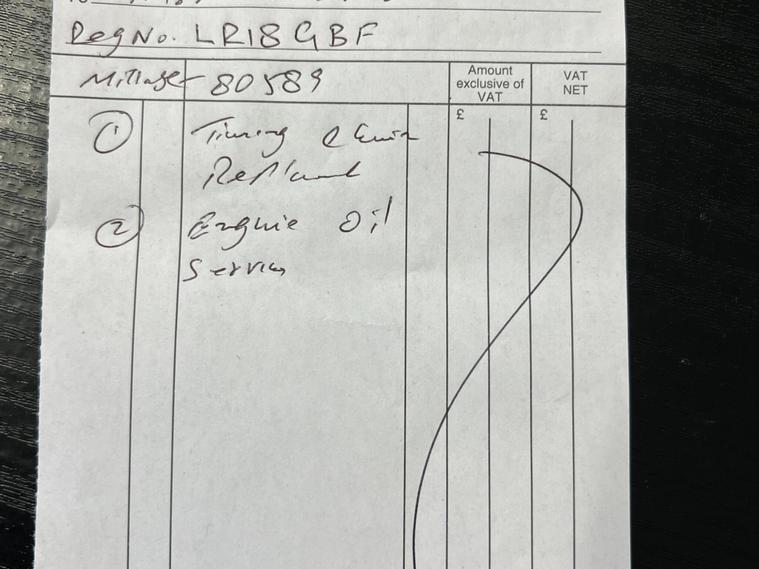 Reg No. LR18 GBF
Millage 80589
Amount exclusive of VAT
VAT NET
£ £
① Timing Chain
② Engine Oil
Service